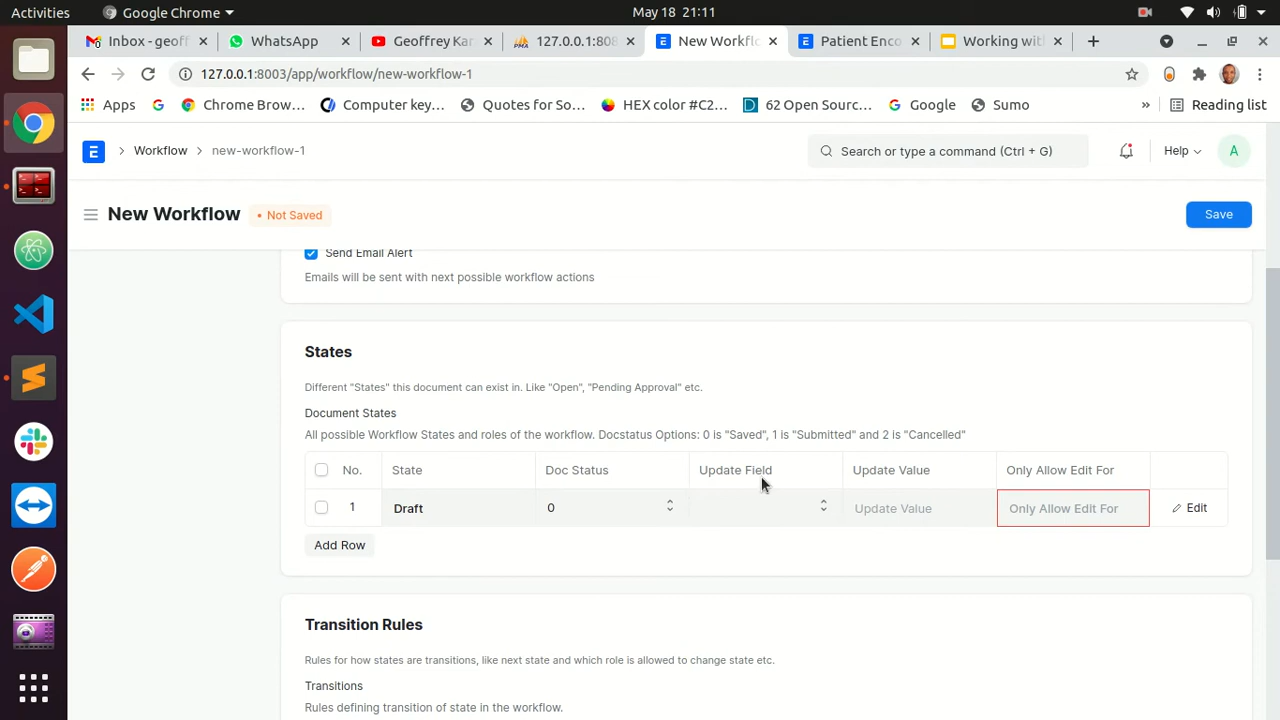 Activities
Google Chrome
May 18 21:11
Inbox - geoff
WhatsApp
Geoffrey Kar
127.0.0.1:808
New Workfl
Patient Enco
Working wit
127.0.0.1:8003/app/workflow/new-workflow-1
Apps
Chrome Brow...
Computer key...
Quotes for So...
HEX color #C2...
62 Open Sourc...
Google
Sumo
»
Reading list
E
Workflow
new-workflow-1
Search or type a command (Ctrl + G)
Help
A
New Workflow
Not Saved
Save
Send Email Alert
Emails will be sent with next possible workflow actions
States
Different "States" this document can exist in. Like "Open", "Pending Approval" etc.
Document States
All possible Workflow States and roles of the workflow. Docstatus Options: 0 is "Saved", 1 is "Submitted" and 2 is "Cancelled"
No. State Doc Status Update Field Update Value Only Allow Edit For
1 Draft 0 Update Value Only Allow Edit For Edit
Add Row
Transition Rules
Rules for how states are transitions, like next state and which role is allowed to change state etc.
Transitions
Rules defining transition of state in the workflow.